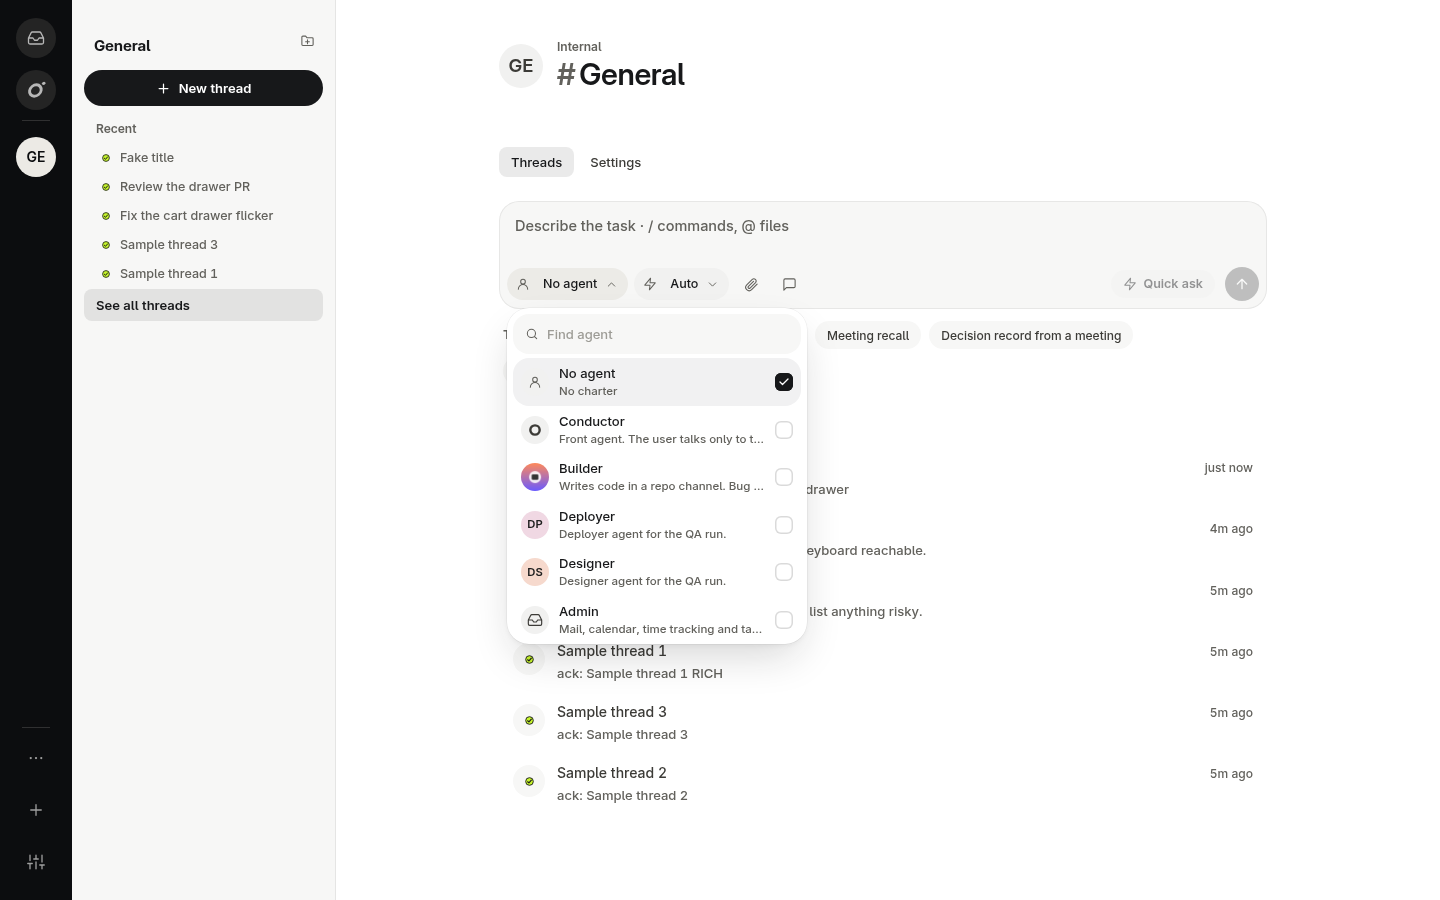 General
New thread
Recent
Fake title
Review the drawer PR
Fix the cart drawer flicker
Sample thread 3
Sample thread 1
See all threads
GE
GE
Internal
# General
Threads
Settings
Describe the task · / commands, @ files
No agent
Auto
Quick ask
Meeting recall
Decision record from a meeting
Find agent
No agent
No charter
Conductor
Front agent. The user talks only to t...
Builder
Writes code in a repo channel. Bug ...
DP
Deployer
Deployer agent for the QA run.
DS
Designer
Designer agent for the QA run.
Admin
Mail, calendar, time tracking and ta...
just now
drawer
4m ago
eyboard reachable.
5m ago
list anything risky.
Sample thread 1
5m ago
ack: Sample thread 1 RICH
Sample thread 3
5m ago
ack: Sample thread 3
Sample thread 2
5m ago
ack: Sample thread 2